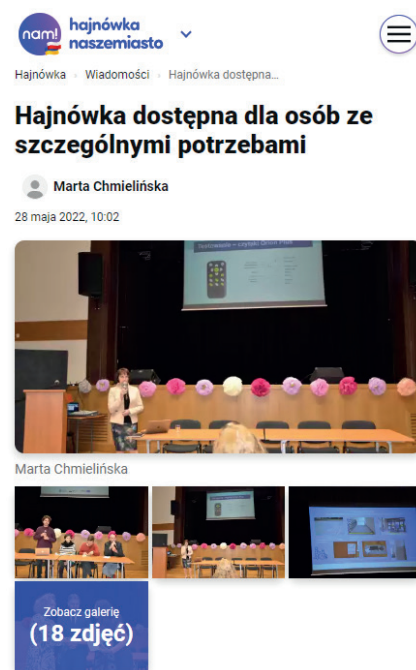 nam!
hajnówka
naszemiasto
Hajnówka Wiadomości Hajnówka dostępna...
Hajnówka dostępna dla osób ze
szczególnymi potrzebami
Marta Chmielińska
28 maja 2022, 10:02
Marta Chmielińska
Zobacz galerię
(18 zdjęć)